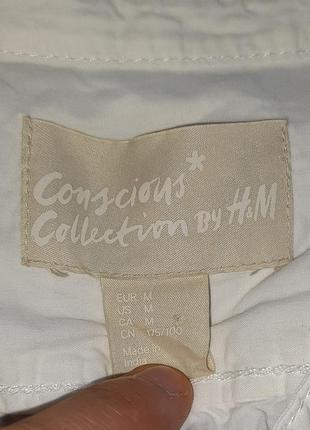 Conscious*
Collection By H&M
EUR M
US M
CA M
CN 175/100
Made in
India